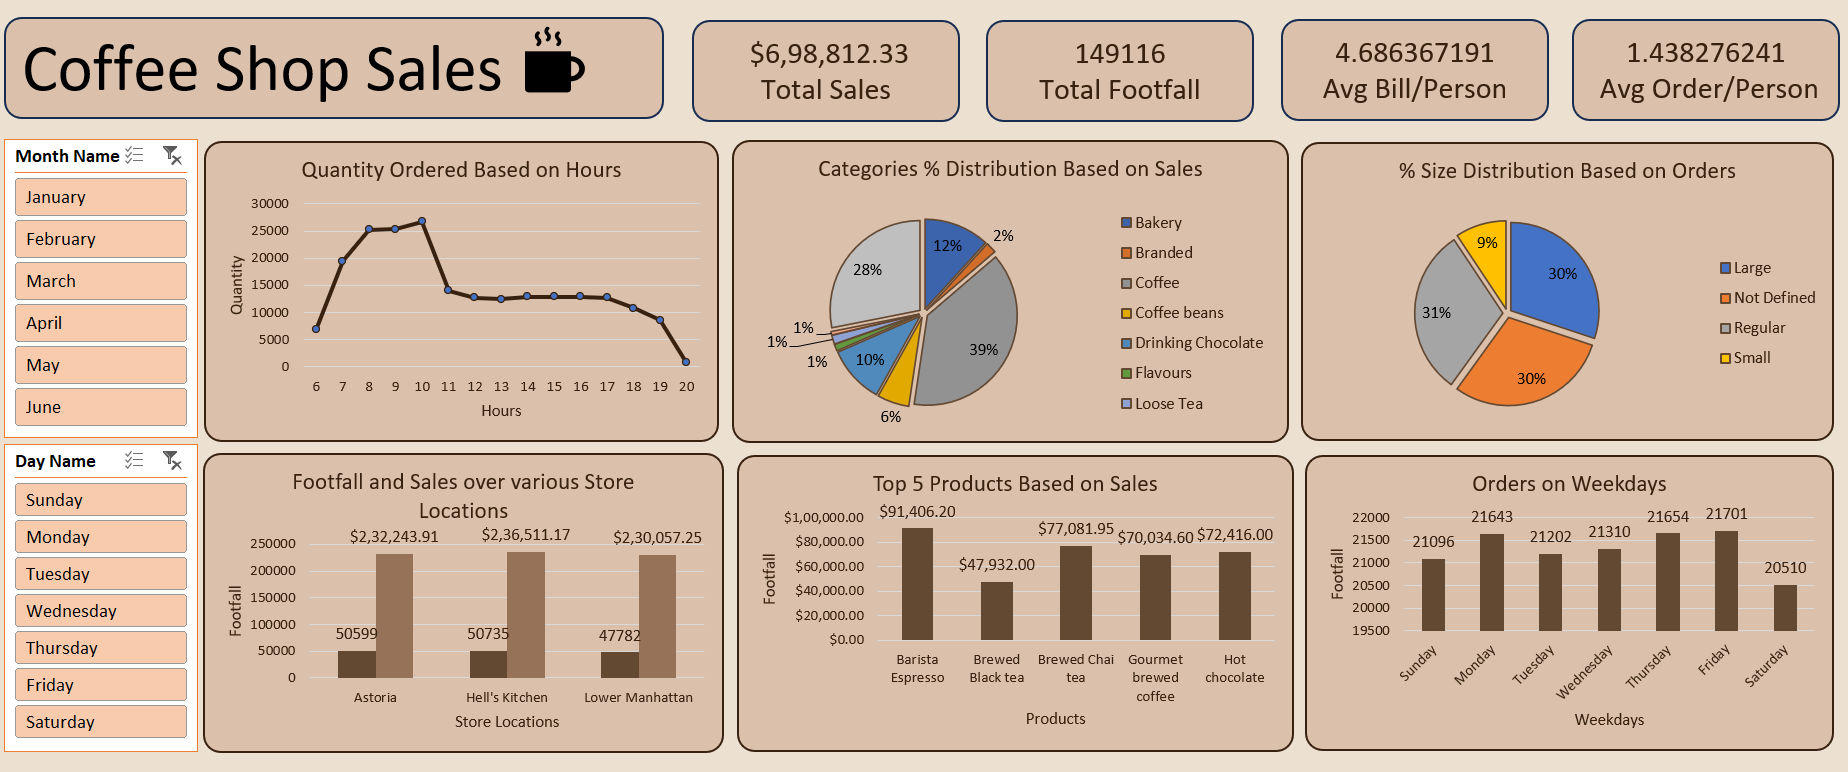 Coffee Shop Sales
$6,98,812.33
Total Sales
149116
Total Footfall
4.686367191
Avg Bill/Person
1.438276241
Avg Order/Person
Month Name
January
February
March
April
May
June
Day Name
Sunday
Monday
Tuesday
Wednesday
Thursday
Friday
Saturday
Quantity Ordered Based on Hours
30000
25000
20000
15000
10000
5000
0
Quantity
6 7 8 9 10 11 12 13 14 15 16 17 18 19 20
Hours
Categories % Distribution Based on Sales
12%
2%
39%
6%
10%
1%
1%
1%
28%
Bakery
Branded
Coffee
Coffee beans
Drinking Chocolate
Flavours
Loose Tea
% Size Distribution Based on Orders
30%
30%
31%
9%
Large
Not Defined
Regular
Small
Footfall and Sales over various Store
Locations
250000
200000
150000
100000
50000
0
Footfall
$2,32,243.91 $2,36,511.17 $2,30,057.25
50599 50735 47782
Astoria Hell's Kitchen Lower Manhattan
Store Locations
Top 5 Products Based on Sales
$1,00,000.00
$80,000.00
$60,000.00
$40,000.00
$20,000.00
$0.00
Footfall
$91,406.20
$47,932.00
$77,081.95
$70,034.60
$72,416.00
Barista
Espresso
Brewed
Black tea
Brewed Chai
tea
Gourmet
brewed
coffee
Hot
chocolate
Products
Orders on Weekdays
22000
21500
21000
20500
20000
19500
Footfall
21096
21643
21202
21310
21654
21701
20510
Sunday
Monday
Tuesday
Wednesday
Thursday
Friday
Saturday
Weekdays